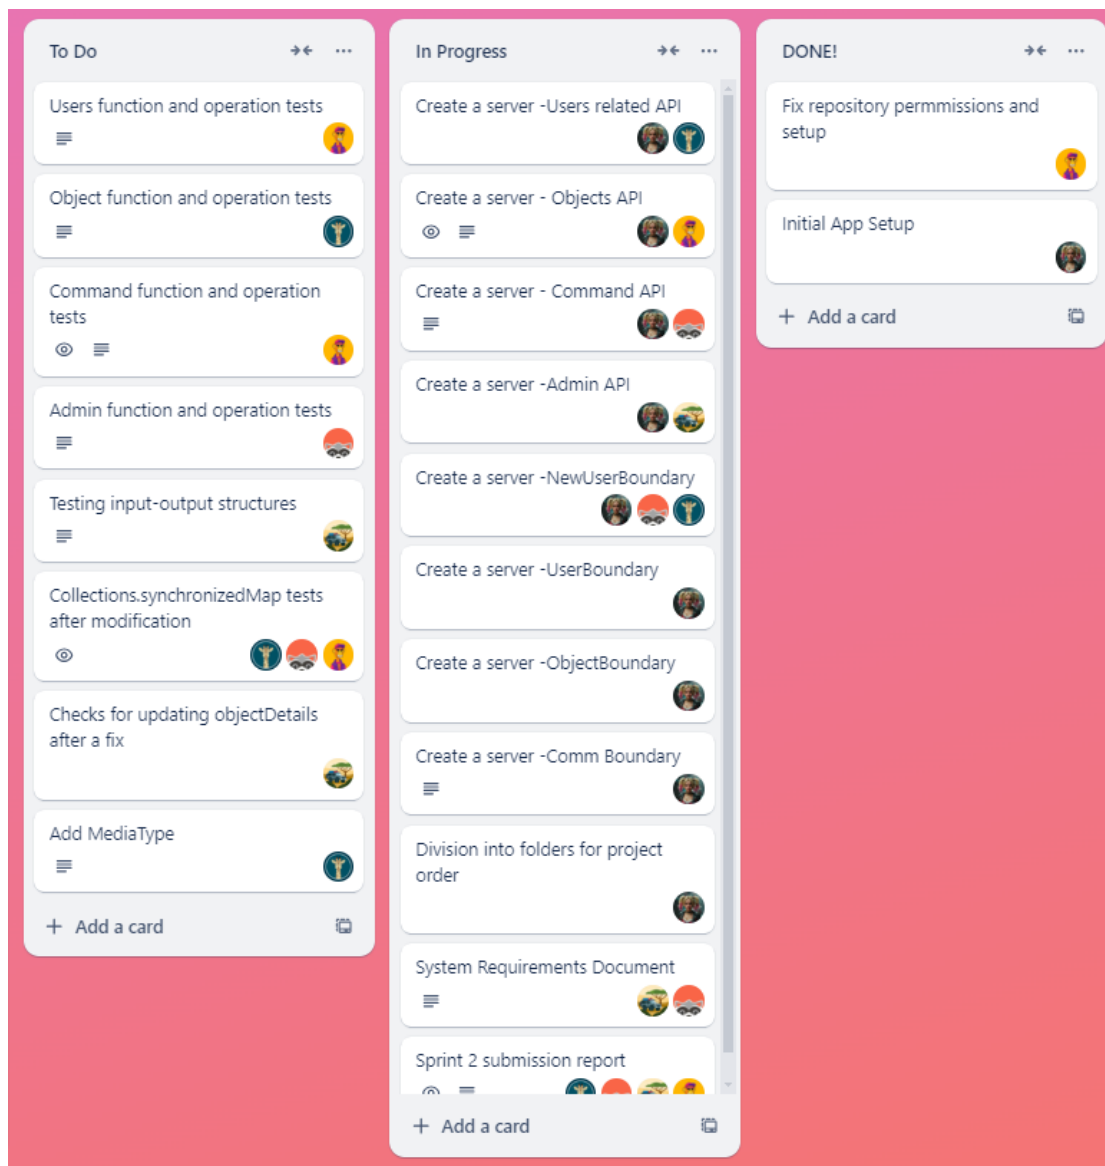 To Do
Users function and operation tests
Object function and operation tests
Command function and operation
tests
Admin function and operation tests
Testing input-output structures
Collections.synchronizedMap tests
after modification
Checks for updating objectDetails
after a fix
Add MediaType
Add a card
In Progress
Create a server -Users related API
Create a server - Objects API
Create a server - Command API
Create a server -Admin API
Create a server -NewUserBoundary
Create a server -UserBoundary
Create a server -ObjectBoundary
Create a server -Comm Boundary
Division into folders for project
order
System Requirements Document
Sprint 2 submission report
Add a card
DONE!
Fix repository permmissions and
setup
Initial App Setup
Add a card